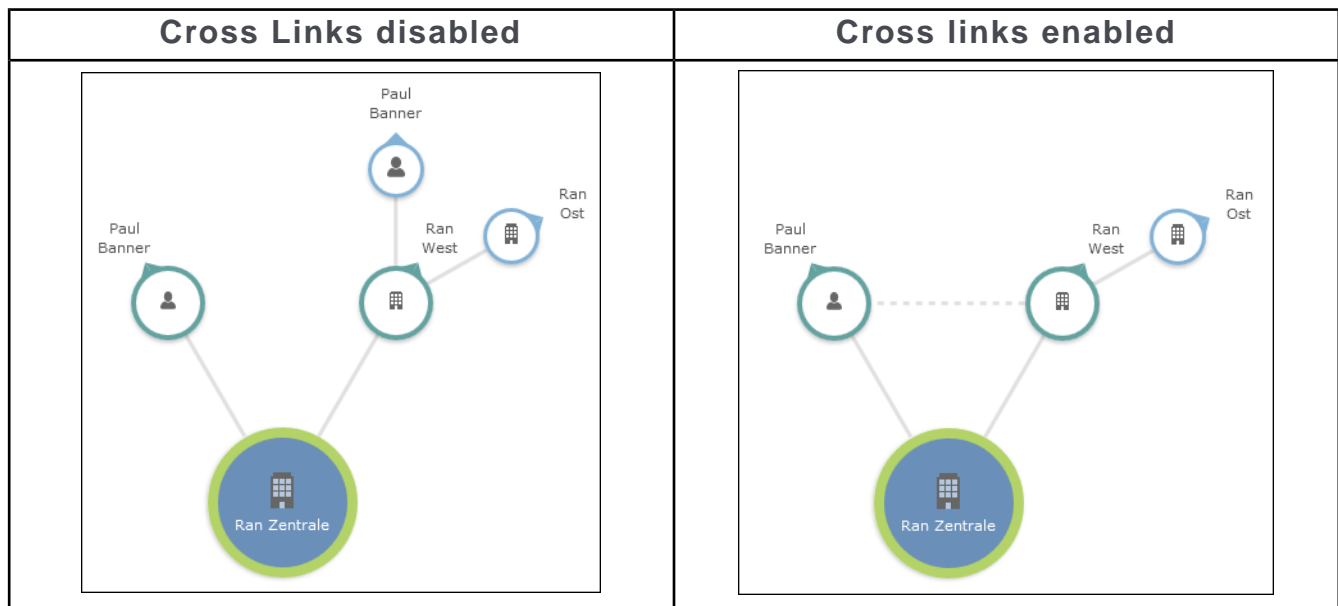 Cross Links disabled
Cross links enabled
Paul
Banner
Ran
Ost
Paul
Banner
Ran
West
Ran Zentrale
Ran
Ost
Paul
Banner
Ran
West
Ran Zentrale